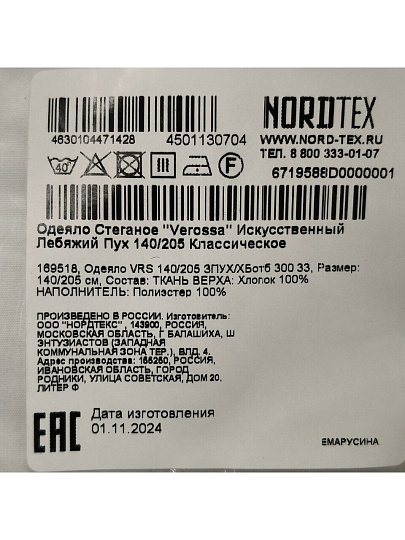 NORDTEX
4630104471428
4501130704
WWW.NORD-TEX.RU
ТЕЛ. 8 800 333-01-07
40
F
6719586D0000001
Одеяло Стеганое "Verossa" Искусственный
Лебяжий Пух 140/205 Классическое
169518, Одеяло VRS 140/205 ЗПУХ/ХБотб 300 33, Размер:
140/205 см, Состав: ТКАНЬ ВЕРХА: Хлопок 100%
НАПОЛНИТЕЛЬ: Полиэстер 100%
ПРОИЗВЕДЕНО В РОССИИ. Изготовитель:
ООО "НОРДТЕКС" , 143900, РОССИЯ,
МОСКОВСКАЯ ОБЛАСТЬ, Г БАЛАШИХА, Ш
ЭНТУЗИАСТОВ (ЗАПАДНАЯ
КОММУНАЛЬНАЯ ЗОНА ТЕР.), ВЛД. 4.
Адрес производства: 155250, РОССИЯ,
ИВАНОВСКАЯ ОБЛАСТЬ, ГОРОД
РОДНИКИ, УЛИЦА СОВЕТСКАЯ, ДОМ 20,
ЛИТЕР Ф
EAC
Дата изготовления
01.11.2024
ЕМАРУСИНА